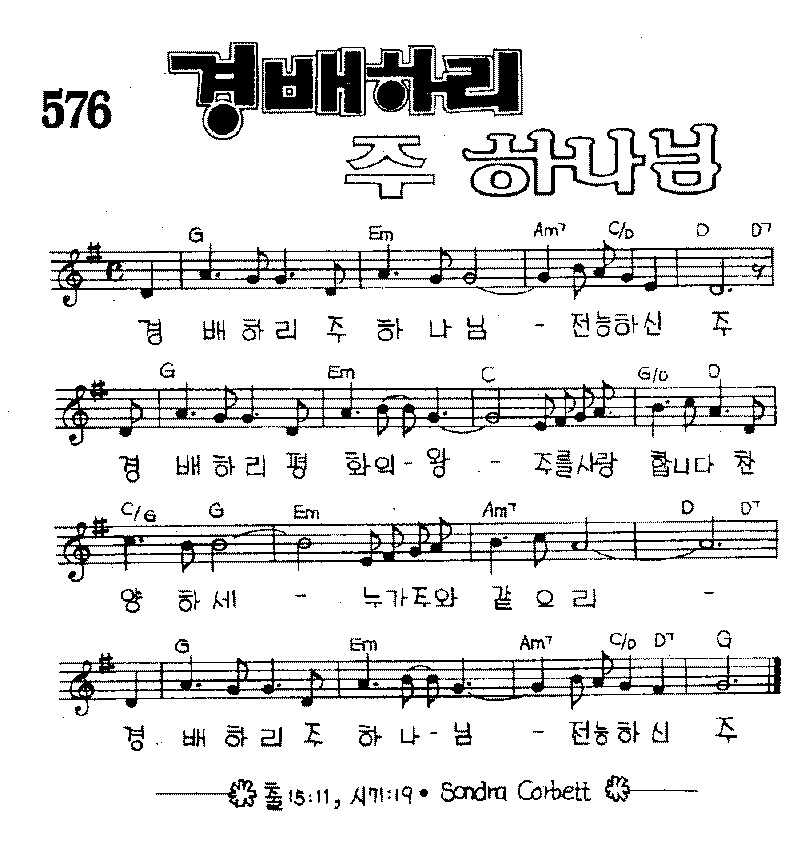 576
경배하리
주 하나님
G Em Am7 C/D D D7
경 배하리 주 하 나님 - 전능하신 주
G Em C G/D D
경 배하리 평 화의-왕 - 주를사랑 합니다 찬
C/G G Em Am7 D D7
양 하세 - 누가주와 같으리 -
G Em Am7 C/D D7 G
경 배하리 주 하 나-님 - 전능하신 주
출15:11, 시71:19 • Sondra Corbett